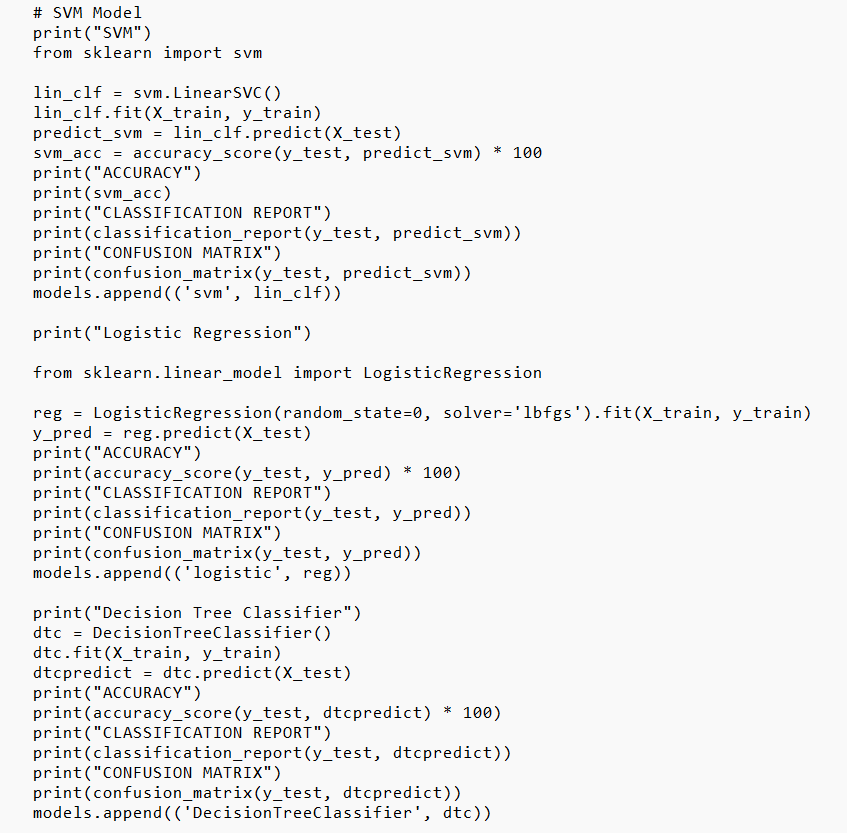 # SVM Model
print("SVM")
from sklearn import svm

lin_clf = svm.LinearSVC()
lin_clf.fit(X_train, y_train)
predict_svm = lin_clf.predict(X_test)
svm_acc = accuracy_score(y_test, predict_svm) * 100
print("ACCURACY")
print(svm_acc)
print("CLASSIFICATION REPORT")
print(classification_report(y_test, predict_svm))
print("CONFUSION MATRIX")
print(confusion_matrix(y_test, predict_svm))
models.append(('svm', lin_clf))

print("Logistic Regression")

from sklearn.linear_model import LogisticRegression

reg = LogisticRegression(random_state=0, solver='lbfgs').fit(X_train, y_train)
y_pred = reg.predict(X_test)
print("ACCURACY")
print(accuracy_score(y_test, y_pred) * 100)
print("CLASSIFICATION REPORT")
print(classification_report(y_test, y_pred))
print("CONFUSION MATRIX")
print(confusion_matrix(y_test, y_pred))
models.append(('logistic', reg))

print("Decision Tree Classifier")
dtc = DecisionTreeClassifier()
dtc.fit(X_train, y_train)
dtcpredict = dtc.predict(X_test)
print("ACCURACY")
print(accuracy_score(y_test, dtcpredict) * 100)
print("CLASSIFICATION REPORT")
print(classification_report(y_test, dtcpredict))
print("CONFUSION MATRIX")
print(confusion_matrix(y_test, dtcpredict))
models.append(('DecisionTreeClassifier', dtc))